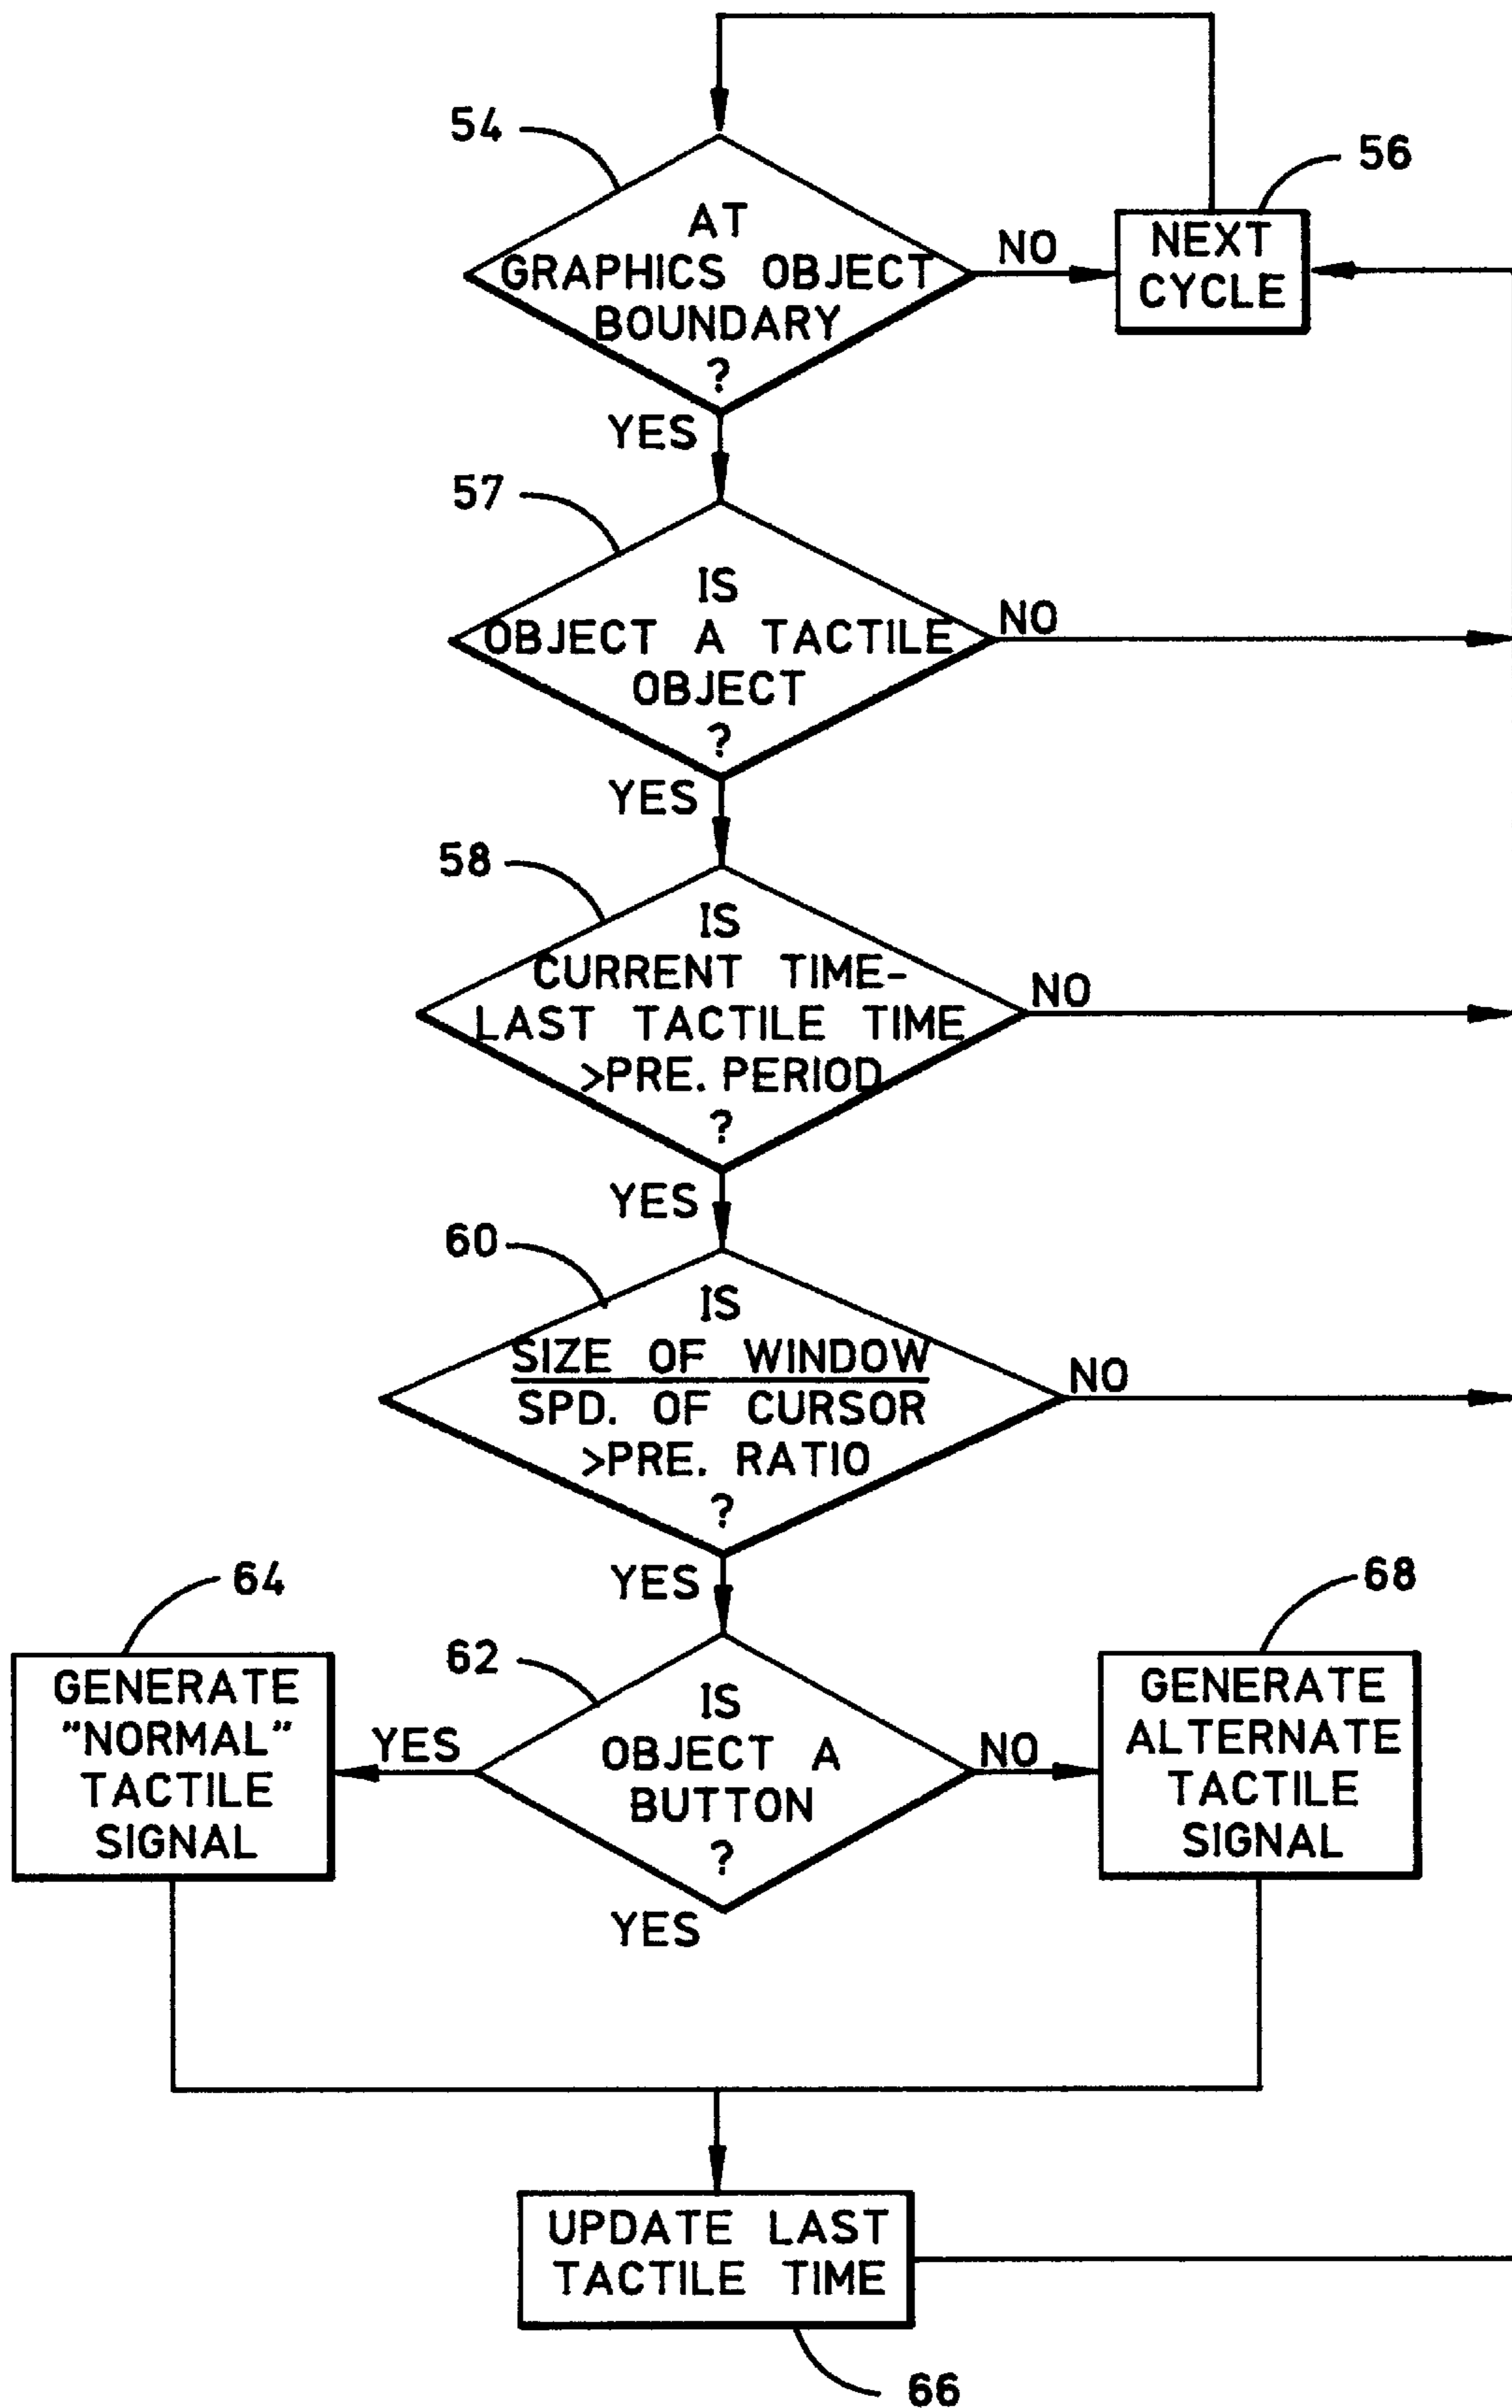 54
56
AT
GRAPHICS OBJECT
BOUNDARY
?
NO
NEXT
CYCLE
YES
57
IS
OBJECT A TACTILE
OBJECT
?
NO
YES
58
IS
CURRENT TIME-
LAST TACTILE TIME
>PRE. PERIOD
?
NO
YES
60
IS
SIZE OF WINDOW
SPD. OF CURSOR
>PRE. RATIO
?
NO
YES
64
68
62
GENERATE
"NORMAL"
TACTILE
SIGNAL
YES
IS
OBJECT A
BUTTON
?
NO
GENERATE
ALTERNATE
TACTILE
SIGNAL
YES
UPDATE LAST
TACTILE TIME
66